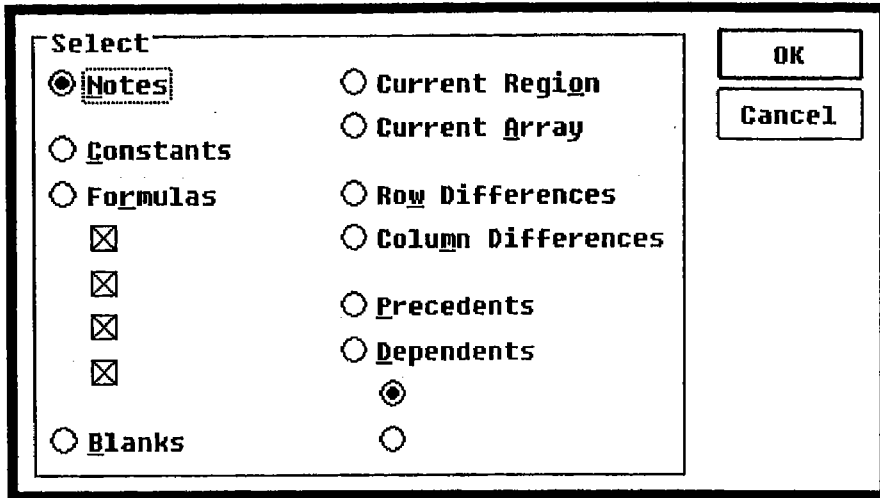 Select
Notes
Constants
Formulas
Blanks
Current Region
Current Array
Row Differences
Column Differences
Precedents
Dependents
OK
Cancel